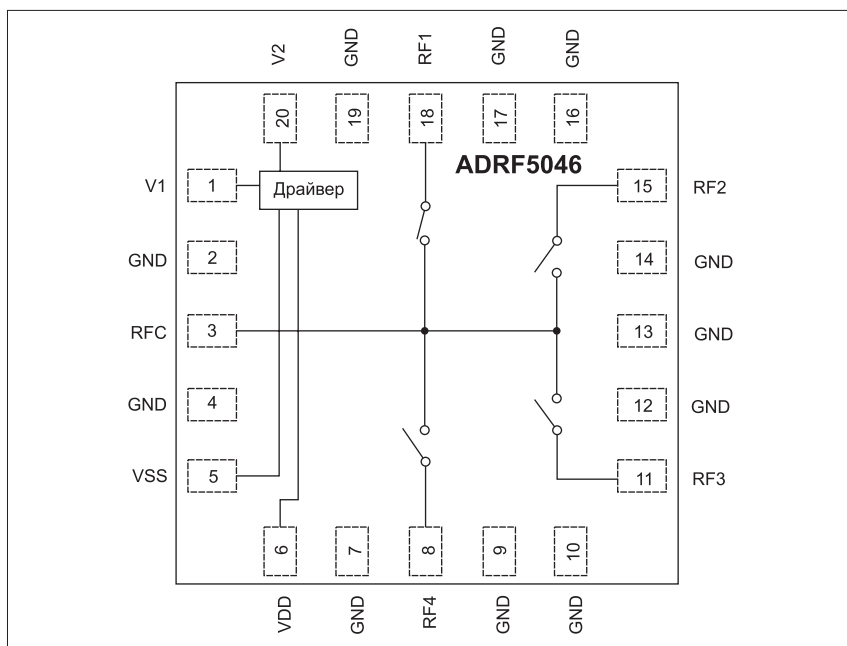 V2 GND RF1 GND GND
20 19 18 17 16
ADRF5046
V1 1 Драйвер 15 RF2
GND 2 14 GND
RFC 3 13 GND
GND 4 12 GND
VSS 5 11 RF3
6 7 8 9 10
VDD GND RF4 GND GND